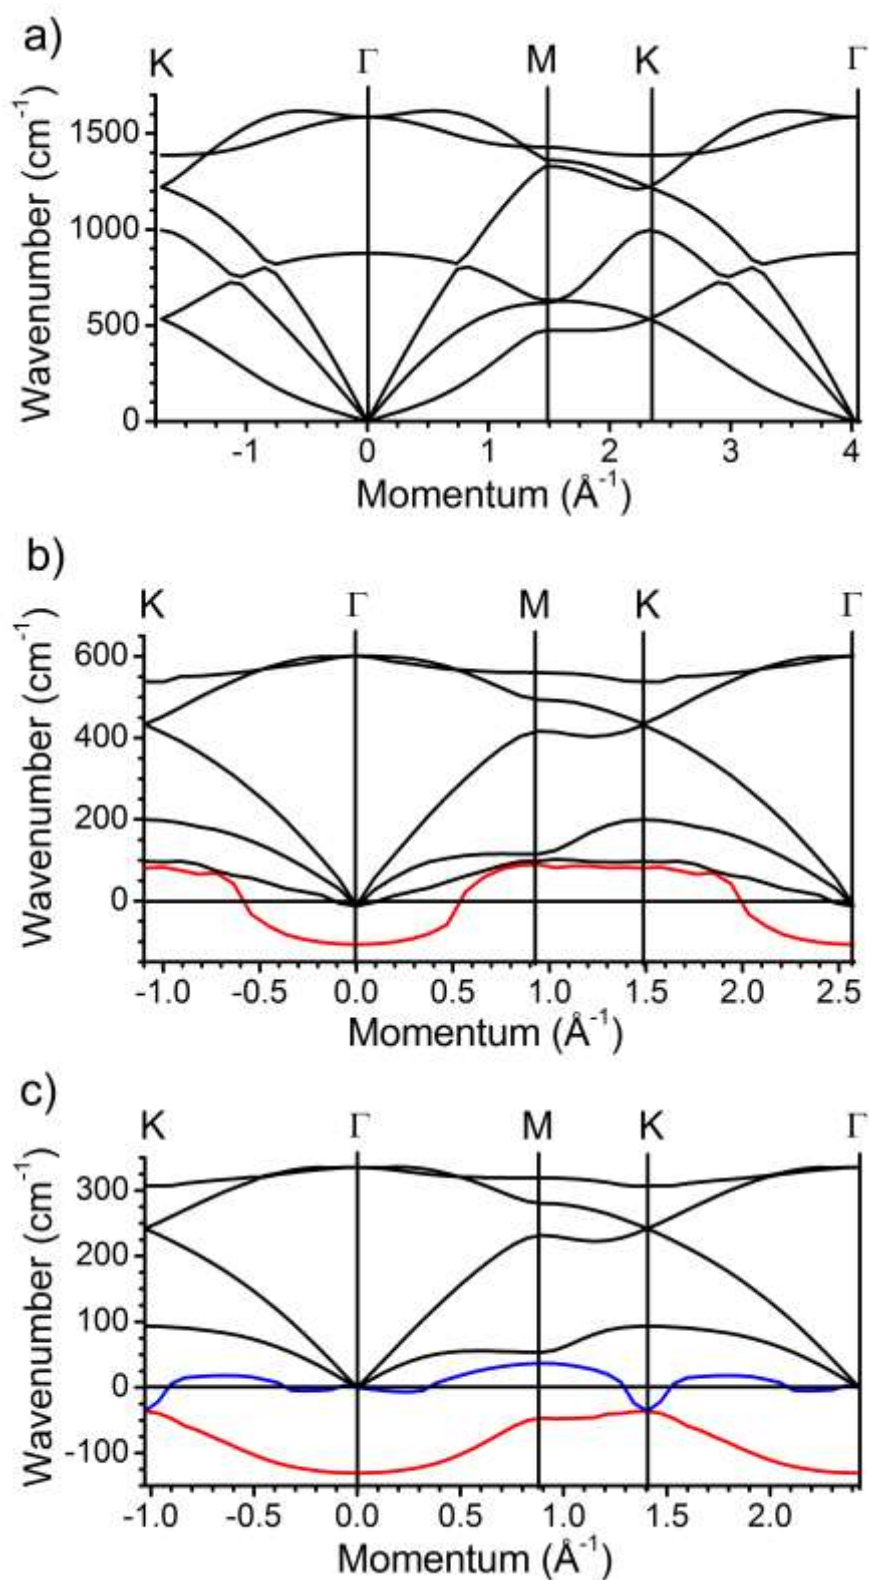 a)
K Γ M K Γ
Wavenumber (cm⁻¹)
1500
1000
500
0
-1 0 1 2 3 4
Momentum (Å⁻¹)
b)
K Γ M K Γ
Wavenumber (cm⁻¹)
600
400
200
0
-1.0 -0.5 0.0 0.5 1.0 1.5 2.0 2.5
Momentum (Å⁻¹)
c)
K Γ M K Γ
Wavenumber (cm⁻¹)
300
200
100
0
-100
-1.0 -0.5 0.0 0.5 1.0 1.5 2.0
Momentum (Å⁻¹)